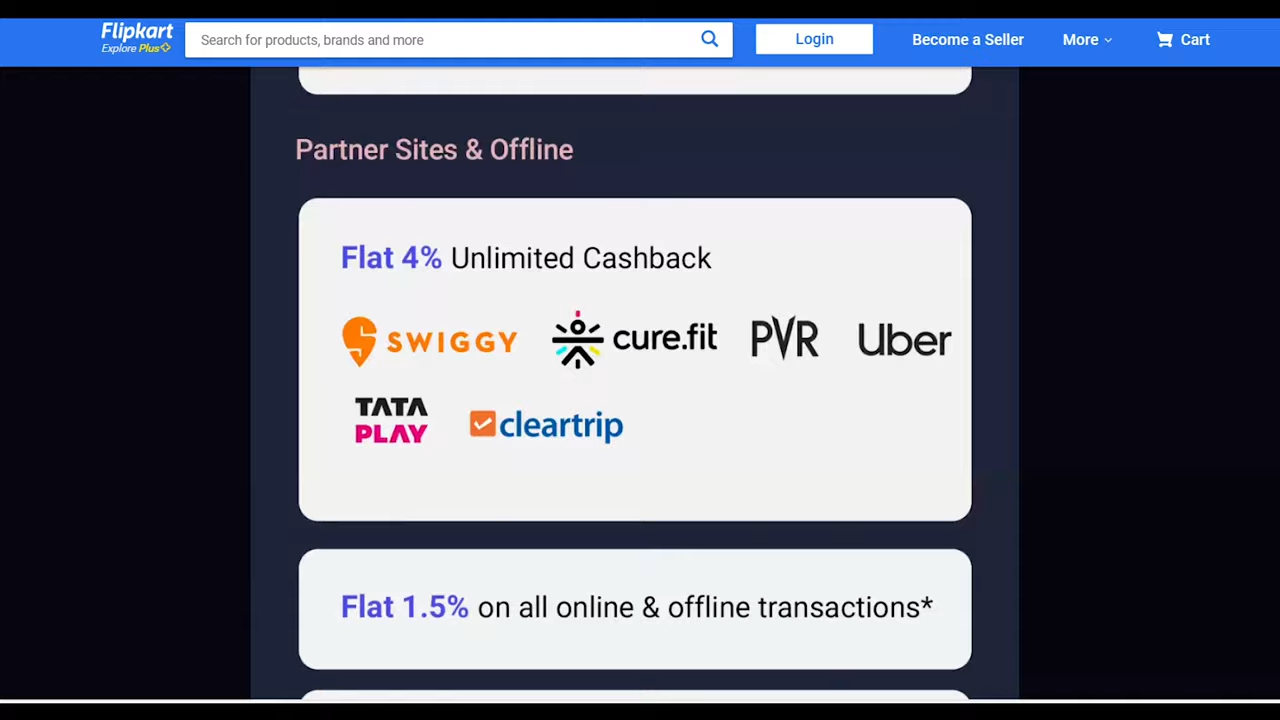 Flipkart
Explore Plus
Search for products, brands and more
Login
Become a Seller
More
Cart
Partner Sites & Offline
Flat 4% Unlimited Cashback
SWIGGY
cure.fit
PVR
Uber
TATA
PLAY
cleartrip
Flat 1.5% on all online & offline transactions*